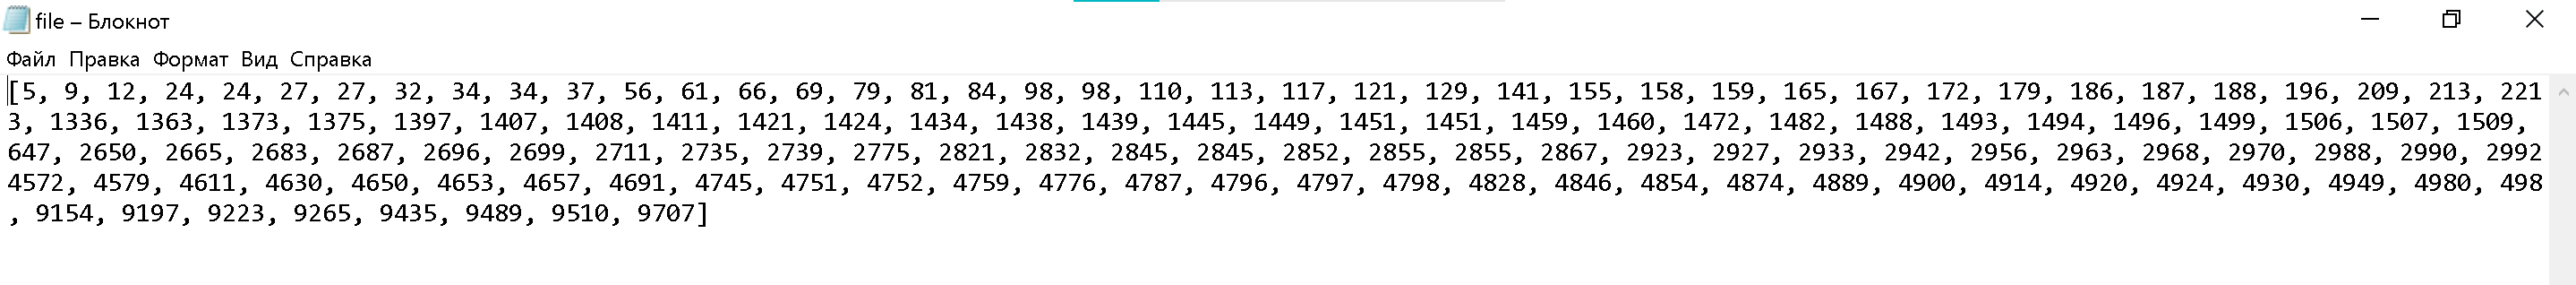 file – Блокнот
Файл Правка Формат Вид Справка
[5, 9, 12, 24, 24, 27, 27, 32, 34, 34, 37, 56, 61, 66, 69, 79, 81, 84, 98, 98, 110, 113, 117, 121, 129, 141, 155, 158, 159, 165, 167, 172, 179, 186, 187, 188, 196, 209, 213, 221
3, 1336, 1363, 1373, 1375, 1397, 1407, 1408, 1411, 1421, 1424, 1434, 1438, 1439, 1445, 1449, 1451, 1451, 1459, 1460, 1472, 1482, 1488, 1493, 1494, 1496, 1499, 1506, 1507, 1509,
647, 2650, 2665, 2683, 2687, 2696, 2699, 2711, 2735, 2739, 2775, 2821, 2832, 2845, 2845, 2852, 2855, 2855, 2867, 2923, 2927, 2933, 2942, 2956, 2963, 2968, 2970, 2988, 2990, 2992
4572, 4579, 4611, 4630, 4650, 4653, 4657, 4691, 4745, 4751, 4752, 4759, 4776, 4787, 4796, 4797, 4798, 4828, 4846, 4854, 4874, 4889, 4900, 4914, 4920, 4924, 4930, 4949, 4980, 498
, 9154, 9197, 9223, 9265, 9435, 9489, 9510, 9707]